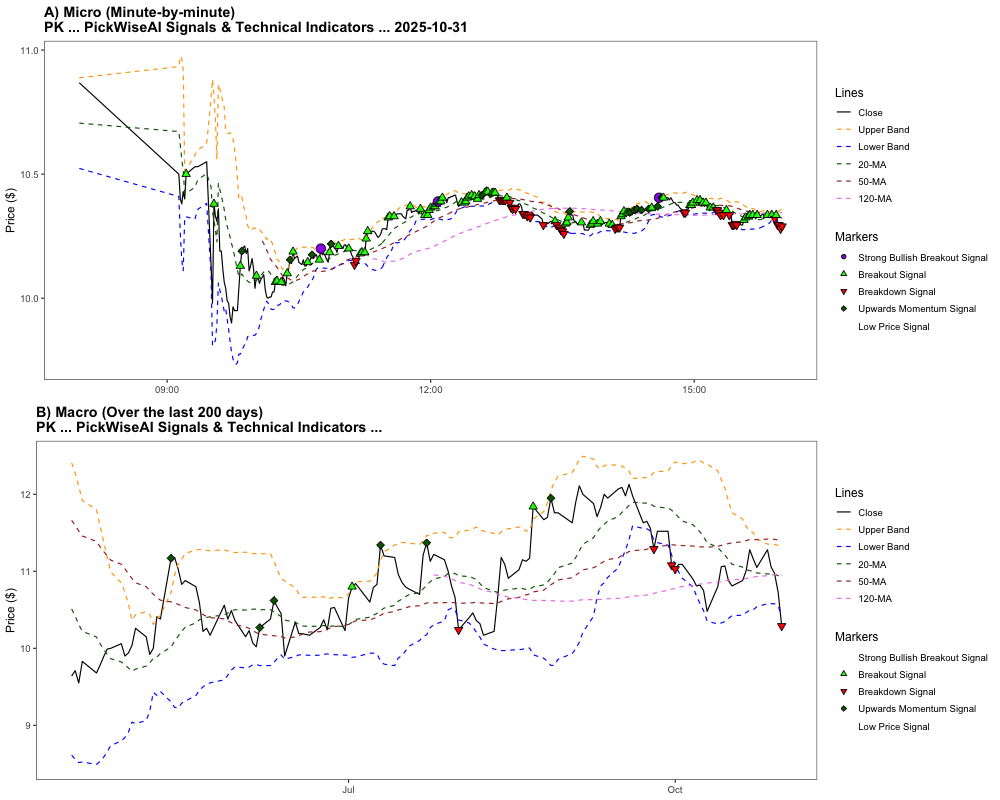 A) Micro (Minute-by-minute)
PK ... PickWiseAI Signals & Technical Indicators ... 2025-10-31
11.0
10.5
10.0
Price ($)
09:00
12:00
15:00
Lines
Close
Upper Band
Lower Band
20-MA
50-MA
120-MA
Markers
Strong Bullish Breakout Signal
Breakout Signal
Breakdown Signal
Upwards Momentum Signal
Low Price Signal
B) Macro (Over the last 200 days)
PK ... PickWiseAI Signals & Technical Indicators ...
12
11
10
9
Price ($)
Jul
Oct
Lines
Close
Upper Band
Lower Band
20-MA
50-MA
120-MA
Markers
Strong Bullish Breakout Signal
Breakout Signal
Breakdown Signal
Upwards Momentum Signal
Low Price Signal